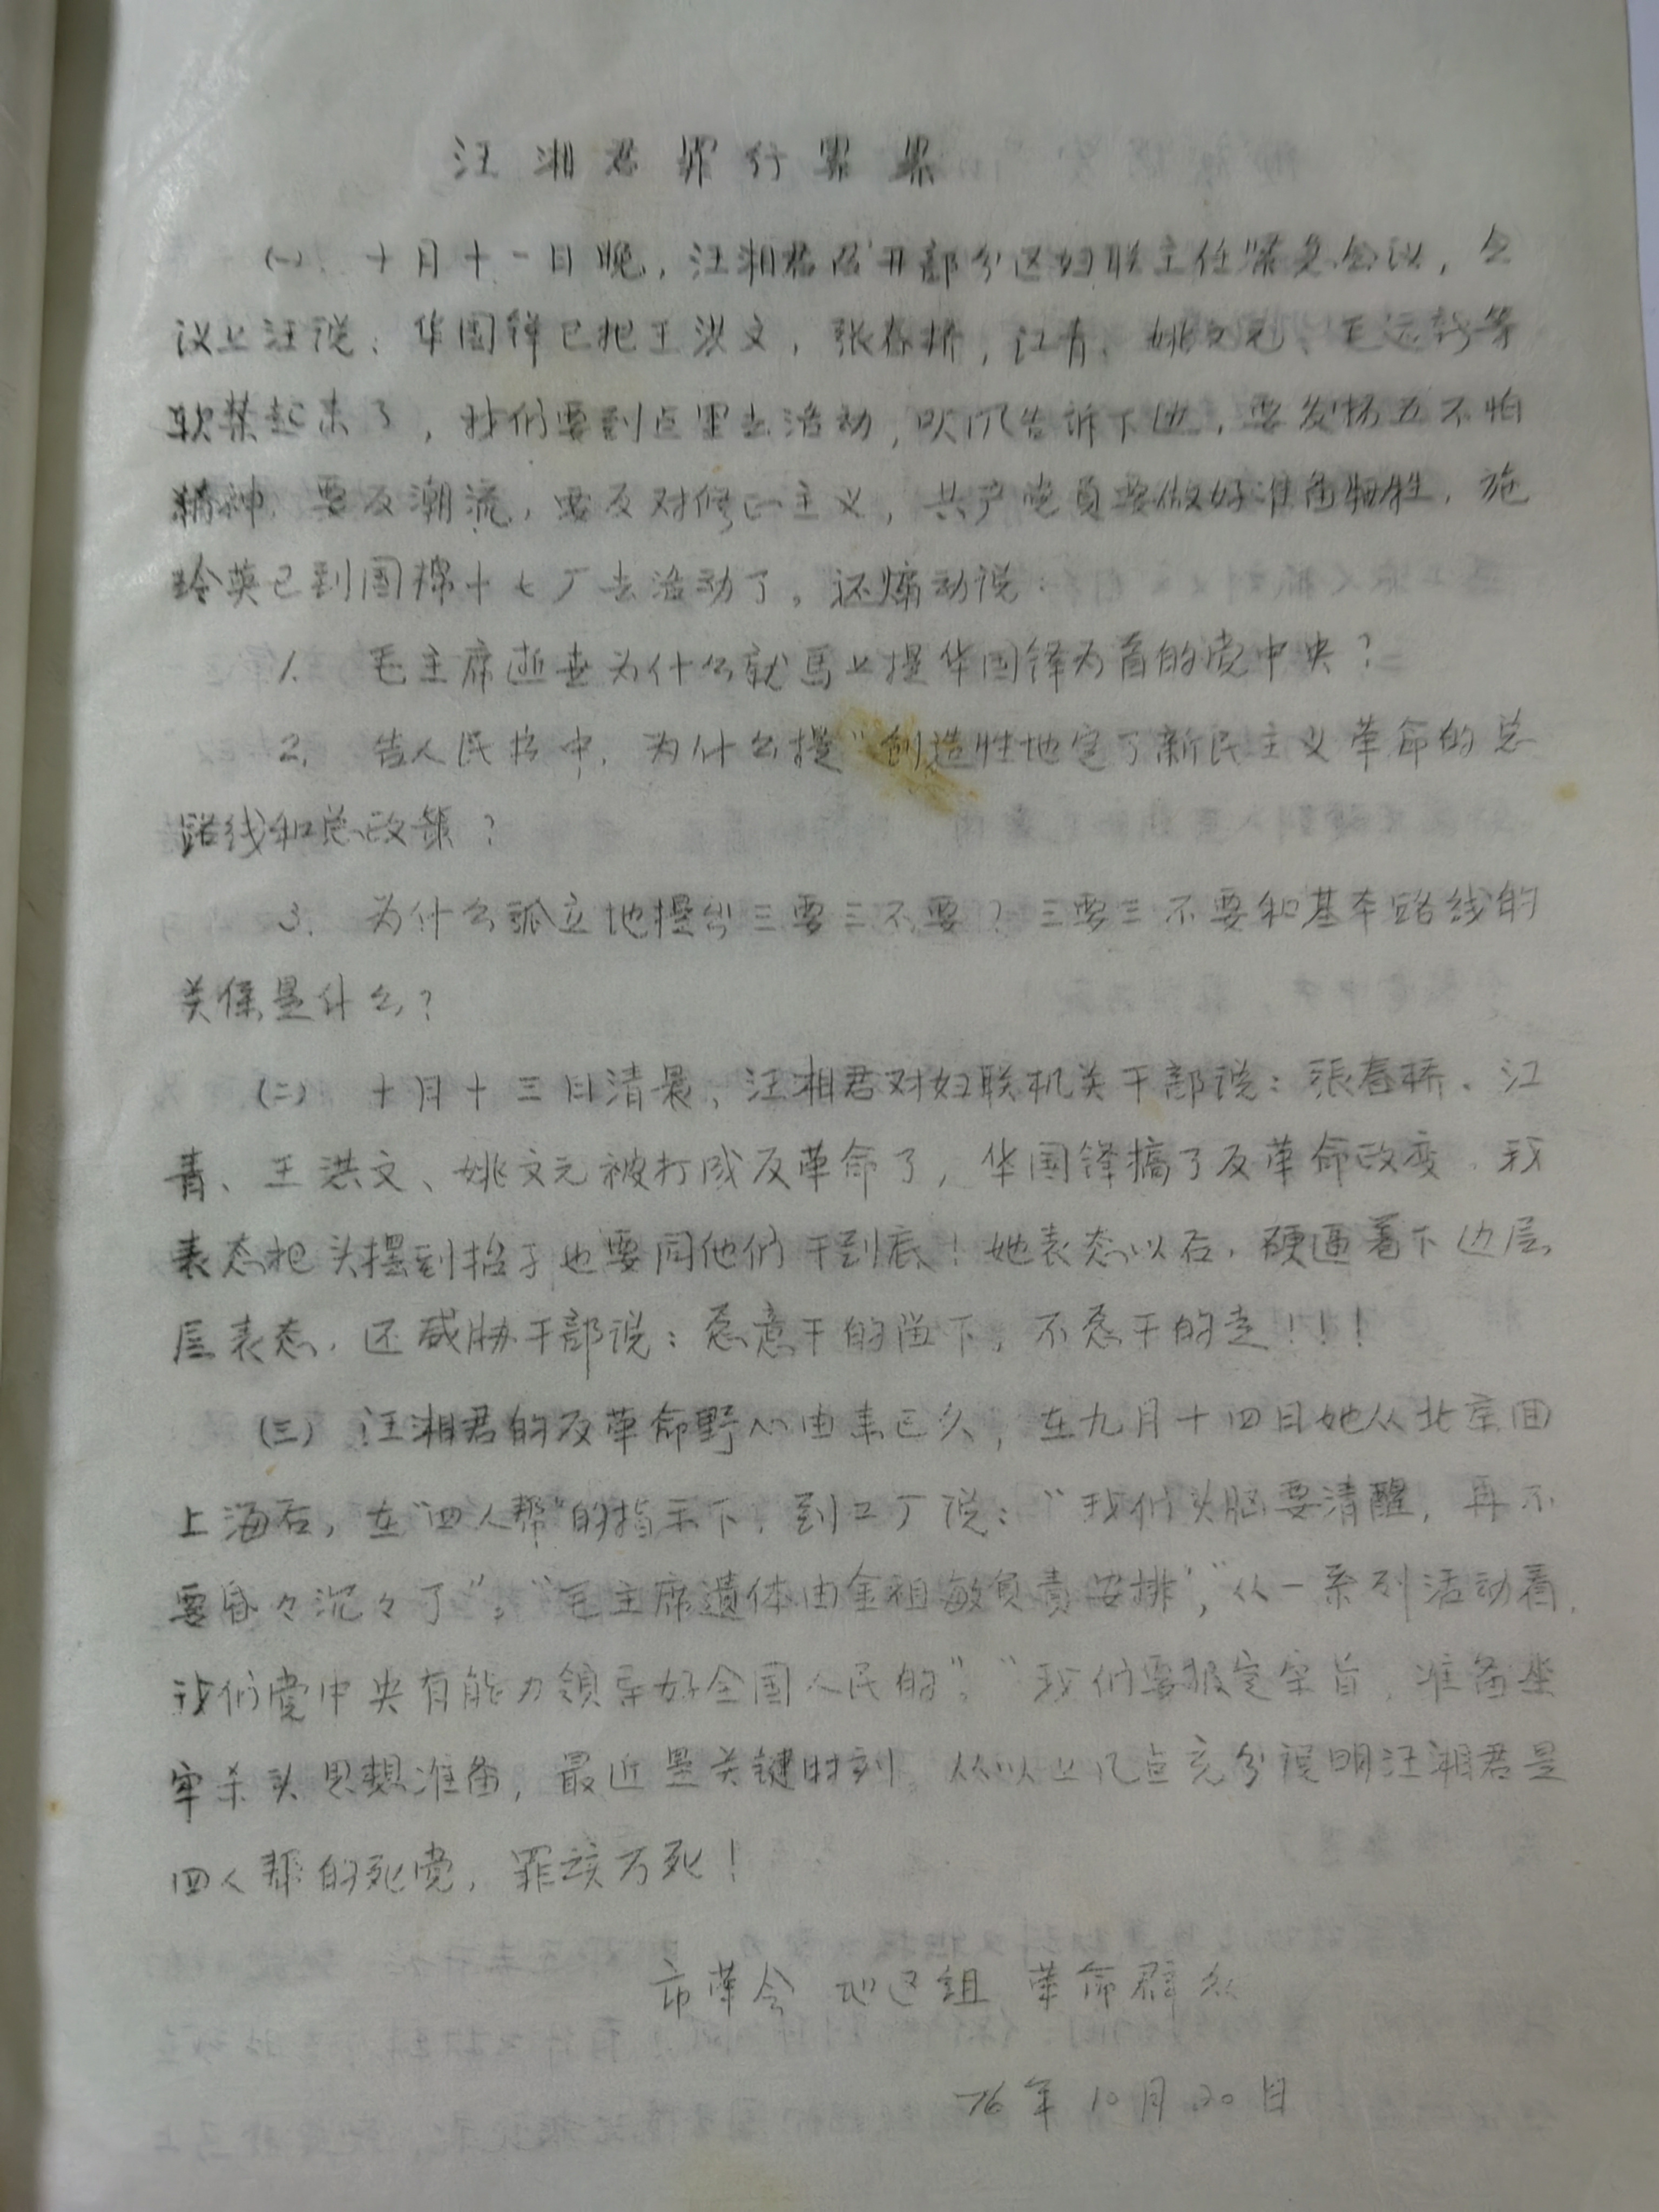 汪湘君罪行累累
(一)、十月十一日晚，汪湘君召开部分区妇联主任紧急会议，会
议上汪说：华国锋已把王洪文，张春桥，江青、姚文元、毛远新等
软禁起来了，我们要到区里去活动，吹风告诉下边，要发扬五不怕
精神，要反潮流，要反对修正主义，共产党员要做好准备牺牲，施
玲英已到国棉十七厂去活动了。还煽动说：
1. 毛主席逝世为什么就马上提华国锋为首的党中央？
2. 告人民书中，为什么提“创造性地定了新民主义革命的总
路线和总政策？
3. 为什么孤立地提出三要三不要？三要三不要和基本路线的
关係是什么？
(二) 十月十三日清晨，汪湘君对妇联机关干部说：张春桥、江
青、王洪文、姚文元被打成反革命了，华国锋搞了反革命改变，我
表态把头摆到抬子也要同他们干到底！她表态以后，硬逼着下边层
层表态，还威胁干部说：愿意干的留下，不愿干的走！！！
(三) 汪湘君的反革命野心由来已久，在九月十四日她从北京回
上海后，在“四人帮”的指示下，到工厂说：“我们头脑要清醒，再不
要昏々沉々了”；“毛主席遗体由金祖敏负责安排”，“从一系列活动看，
我们党中央有能力领导好全国人民的”。“我们要报定宗旨，准备坐
牢杀头思想准备，最近是关键时刻。从以上几点充分说明汪湘君是
四人帮的死党，罪该万死！
市革会 地区组 革命群众
76年10月20日